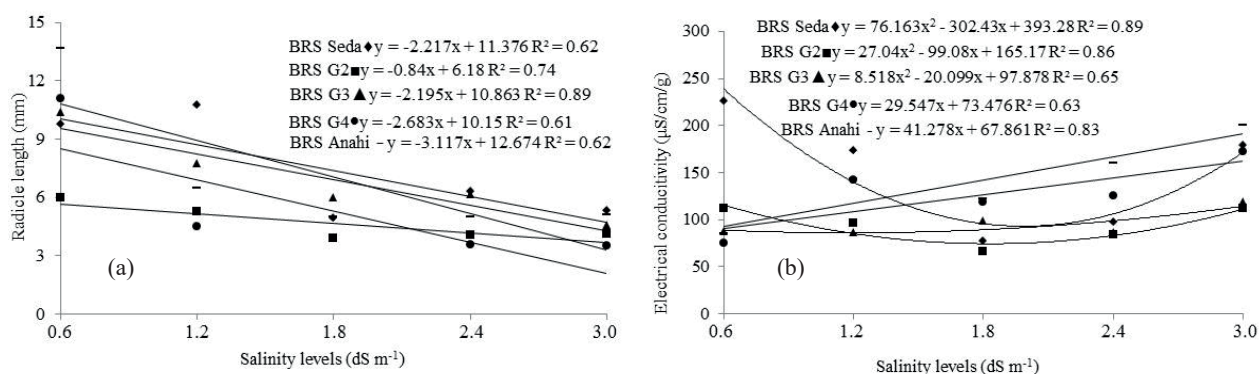 (a)
15
12
9
6
3
0
Radicle length (mm)
BRS Seda ♦ y = -2.217x + 11.376 R² = 0.62
BRS G2 ■ y = -0.84x + 6.18 R² = 0.74
BRS G3 ▲ y = -2.195x + 10.863 R² = 0.89
BRS G4 ● y = -2.683x + 10.15 R² = 0.61
BRS Anahi - y = -3.117x + 12.674 R² = 0.62
0.6 1.2 1.8 2.4 3.0
Salinity levels (dS m⁻¹)
(b)
300
250
200
150
100
50
0
Electrical conducitivity (µS/cm/g)
BRS Seda ♦ y = 76.163x² - 302.43x + 393.28 R² = 0.89
BRS G2 ■ y = 27.04x² - 99.08x + 165.17 R² = 0.86
BRS G3 ▲ y = 8.518x² - 20.099x + 97.878 R² = 0.65
BRS G4 ● y = 29.547x + 73.476 R² = 0.63
BRS Anahi - y = 41.278x + 67.861 R² = 0.83
0.6 1.2 1.8 2.4 3.0
Salinity levels (dS m⁻¹)